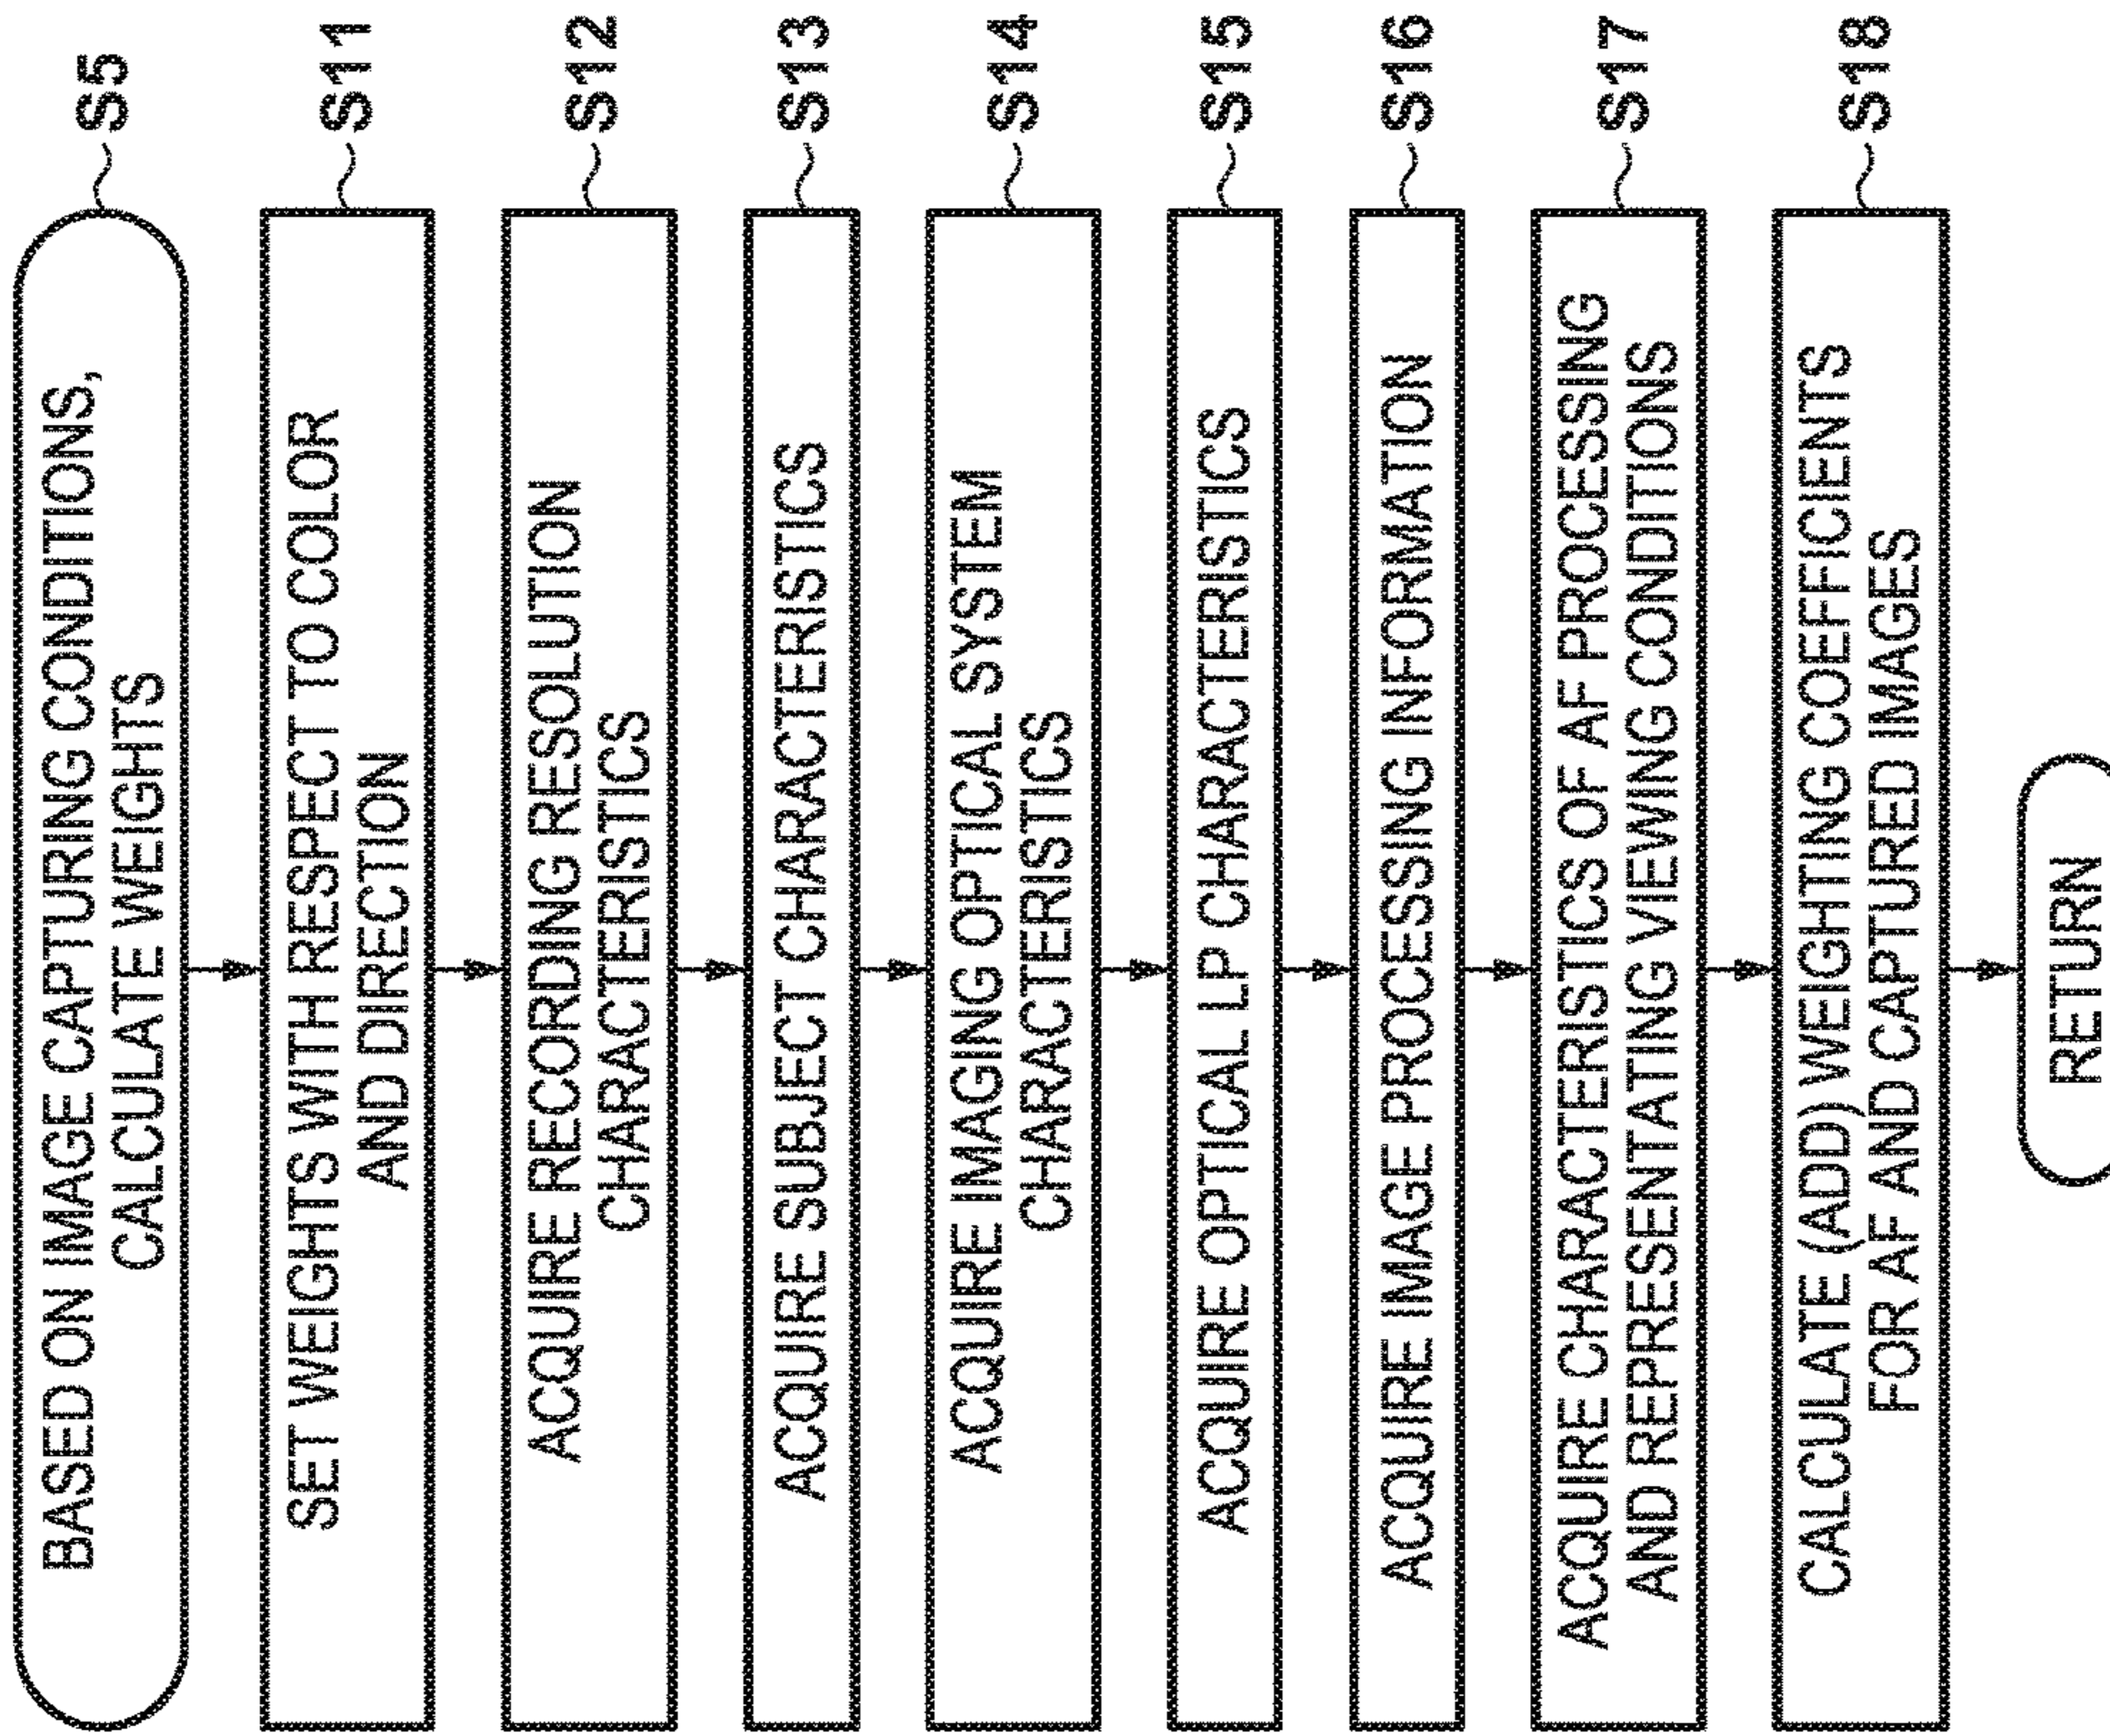 BASED ON IMAGE CAPTURING CONDITIONS,
CALCULATE WEIGHTS
S5
SET WEIGHTS WITH RESPECT TO COLOR
AND DIRECTION
S11
ACQUIRE RECORDING RESOLUTION
CHARACTERISTICS
S12
ACQUIRE SUBJECT CHARACTERISTICS
S13
ACQUIRE IMAGING OPTICAL SYSTEM
CHARACTERISTICS
S14
ACQUIRE OPTICAL LP CHARACTERISTICS
S15
ACQUIRE IMAGE PROCESSING INFORMATION
S16
ACQUIRE CHARACTERISTICS OF AF PROCESSING
AND REPRESENTATING VIEWING CONDITIONS
S17
CALCULATE (ADD) WEIGHTING COEFFICIENTS
FOR AF AND CAPTURED IMAGES
S18
RETURN